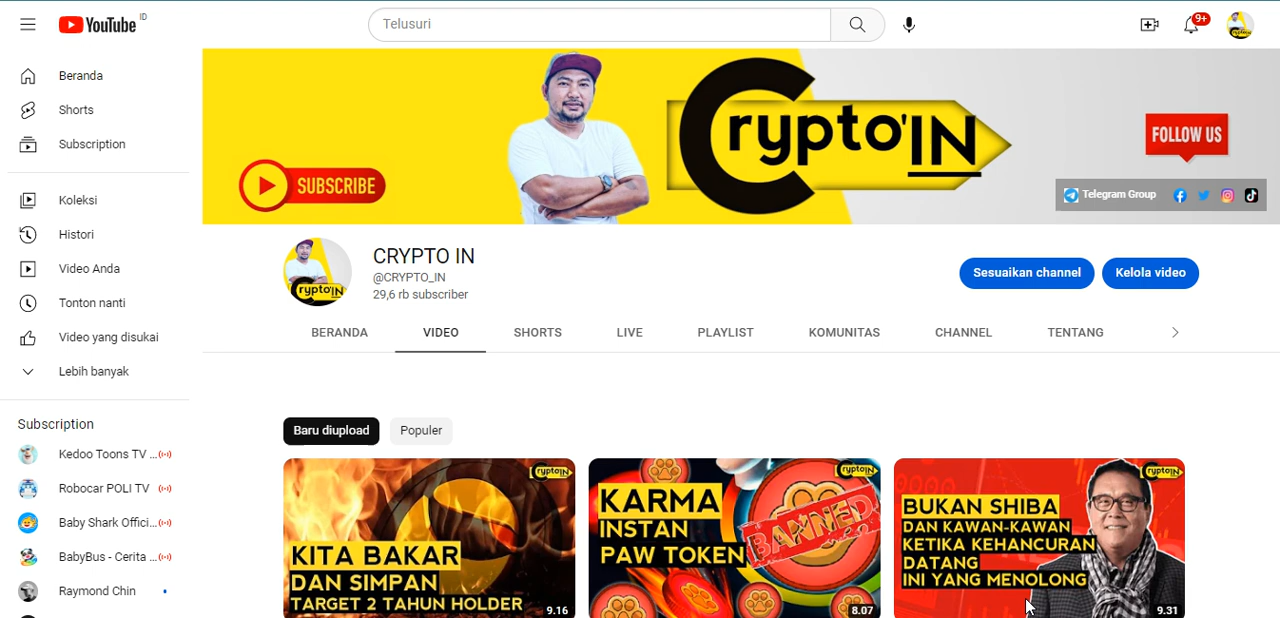 YouTube ID
Telusuri
9+
Beranda
Shorts
Subscription
Koleksi
Histori
Video Anda
Tonton nanti
Video yang disukai
Lebih banyak
Subscription
Kedoo Toons TV ...
Robocar POLI TV
Baby Shark Offici...
BabyBus - Cerita ...
Raymond Chin
SUBSCRIBE
Crypto'IN
FOLLOW US
Telegram Group
Crypto'IN
CRYPTO IN
@CRYPTO_IN
29,6 rb subscriber
Sesuaikan channel
Kelola video
BERANDA
VIDEO
SHORTS
LIVE
PLAYLIST
KOMUNITAS
CHANNEL
TENTANG
Baru diupload
Populer
Crypto'IN
KITA BAKAR
DAN SIMPAN
TARGET 2 TAHUN HOLDER
9.16
Crypto'IN
KARMA
INSTAN
PAW TOKEN
BANNED
8.07
Crypto'IN
BUKAN SHIBA
DAN KAWAN-KAWAN
KETIKA KEHANCURAN
DATANG
INI YANG MENOLONG
9.31